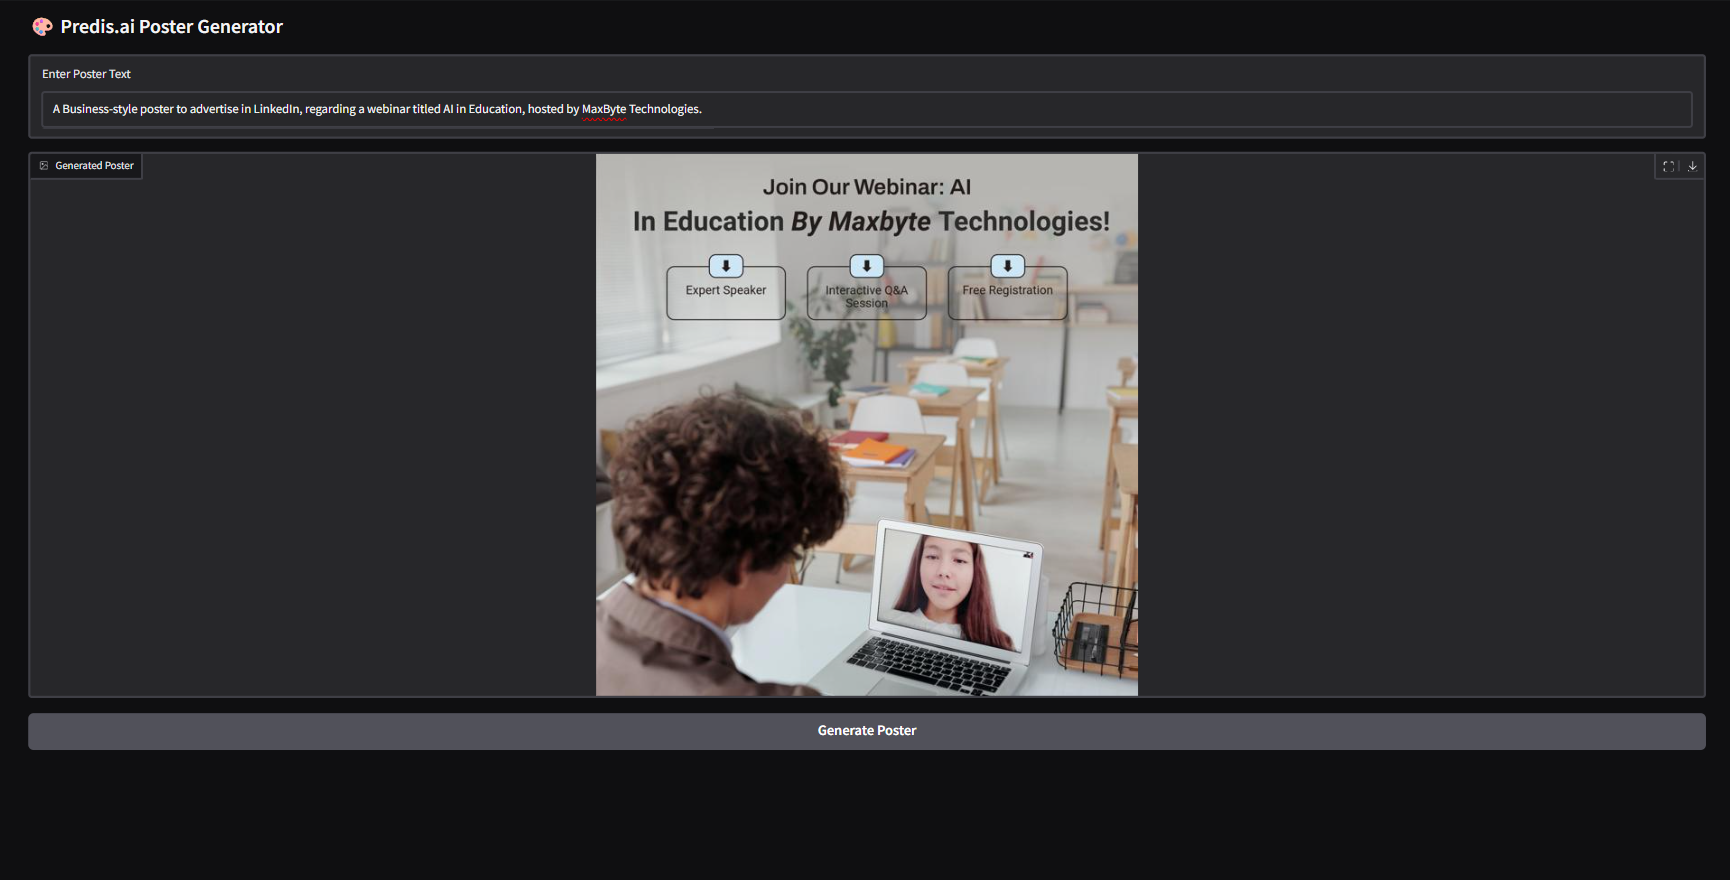 🎨 Predis.ai Poster Generator
Enter Poster Text
A Business-style poster to advertise in LinkedIn, regarding a webinar titled AI in Education, hosted by MaxByte Technologies.
Generated Poster
Join Our Webinar: AI
In Education By Maxbyte Technologies!
Expert Speaker
Interactive Q&A
Session
Free Registration
Generate Poster